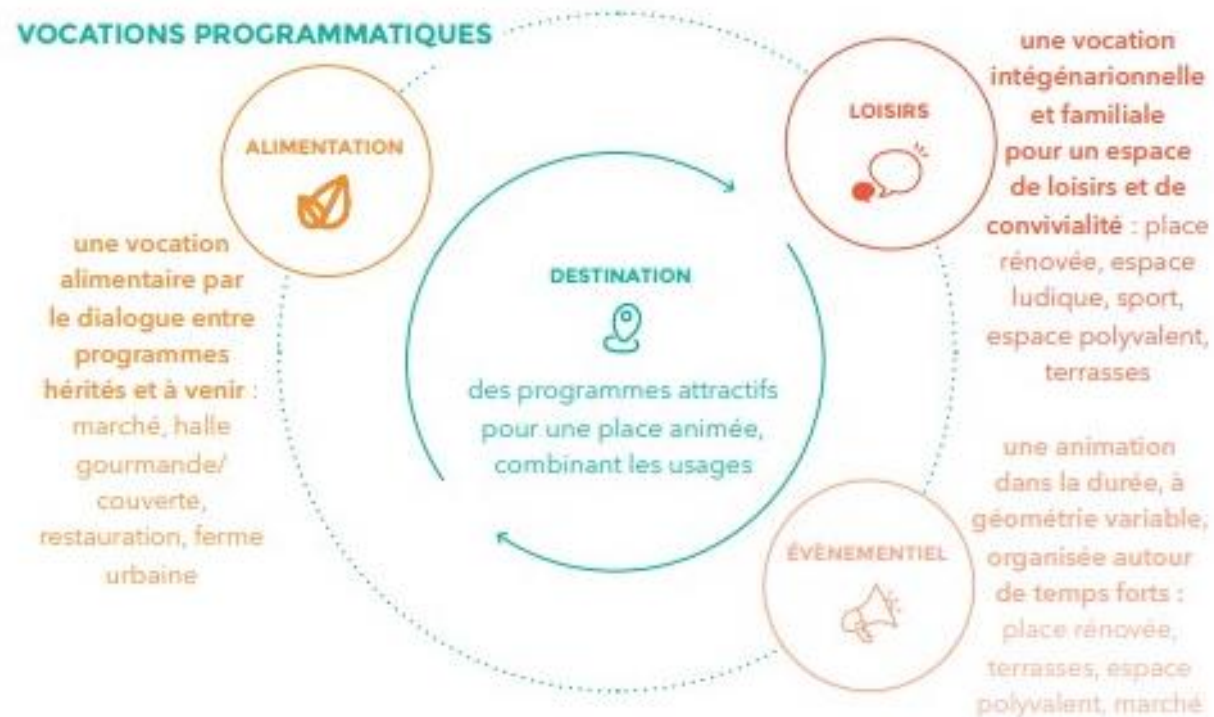 VOCATIONS PROGRAMMATIQUES
ALIMENTATION
une vocation
alimentaire par
le dialogue entre
programmes
hérités et à venir :
marché, halle
gourmande/
couverte,
restauration, ferme
urbaine
DESTINATION
des programmes attractifs
pour une place animée,
combinant les usages
LOISIRS
une vocation
intégénarionnelle
et familiale
pour un espace
de loisirs et de
convivialité : place
rénovée, espace
ludique, sport,
espace polyvalent,
terrasses
ÉVÈNEMENTIEL
une animation
dans la durée, à
géométrie variable,
organisée autour
de temps forts :
place rénovée,
terrasses, espace
polyvalent, marché